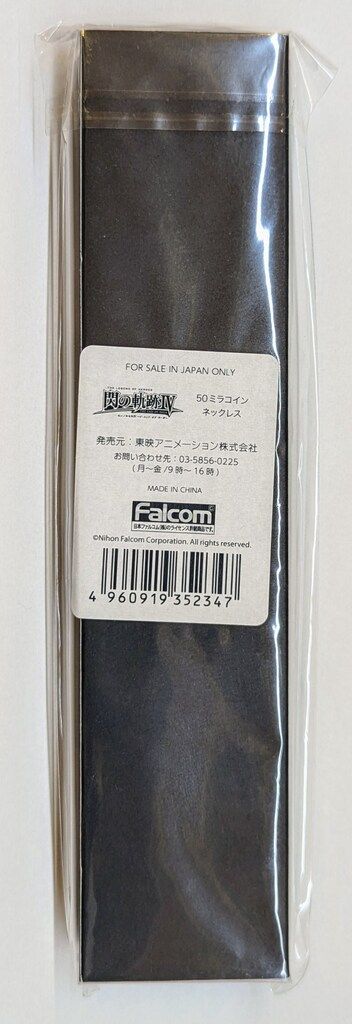 FOR SALE IN JAPAN ONLY
THE LEGEND OF HEROES
閃の軌跡IV
50ミラコイン
ネックレス
発売元：東映アニメーション株式会社
お問い合わせ先：03-5856-0225
(月～金/9時～16時)
MADE IN CHINA
Falcom
日本ファルコム(株)のライセンス許諾商品です。
©Nihon Falcom Corporation. All rights reserved.
4 960919 352347